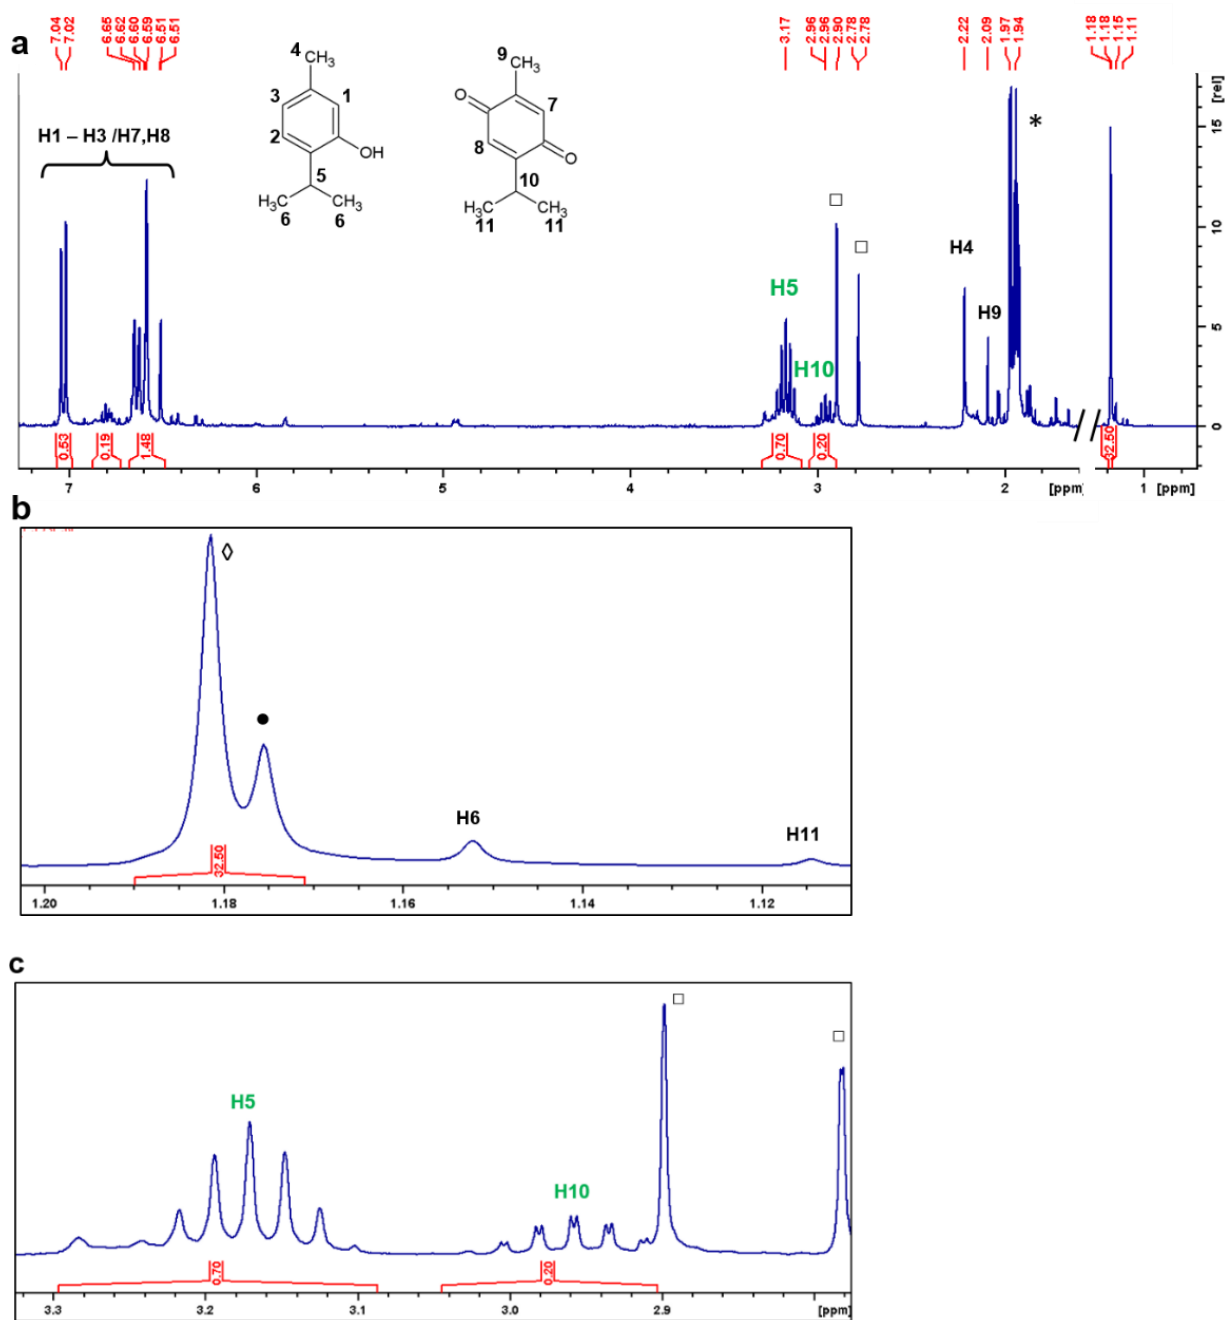 a
7.04 7.02 6.65 6.62 6.60 6.59 6.51 6.51 3.17 2.96 2.96 2.90 2.78 2.78 2.22 2.09 1.97 1.94 1.18 1.18 1.15 1.11
4 CH₃ 9 CH₃
3 1 O 7
H1 – H3 /H7,H8 * 15 [rel]
2 OH 8 O
5 10
H₃C CH₃ H₃C CH₃
6 6 11 11
□ 10
□ H4
H5 H9
H10 5
0
0.53 0.19 1.48 0.70 0.20 32.50
7 6 5 4 3 2 [ppm] 1 [ppm]
b
◊
●
H6
H11
32.50
1.20 1.18 1.16 1.14 1.12
c
□
□
H5
H10
0.70 0.20
3.3 3.2 3.1 3.0 2.9 [ppm]